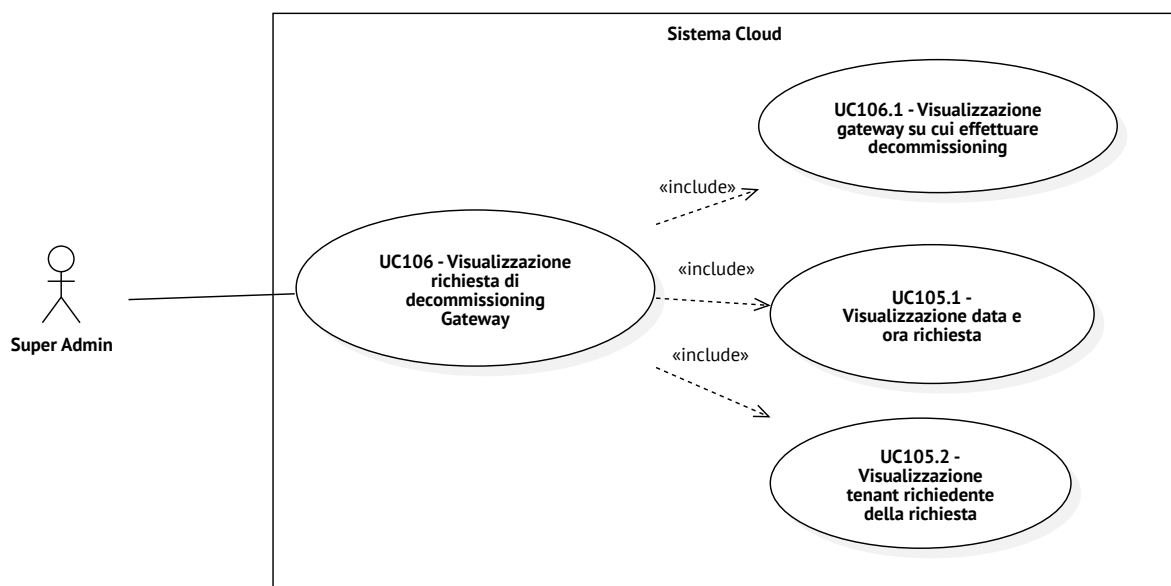 Sistema Cloud
UC106.1 - Visualizzazione
gateway su cui effettuare
decommissioning
«include»
UC106 - Visualizzazione
richiesta di
decommissioning
Gateway
«include»
UC105.1 -
Visualizzazione data e
ora richiesta
Super Admin
«include»
UC105.2 -
Visualizzazione
tenant richiedente
della richiesta